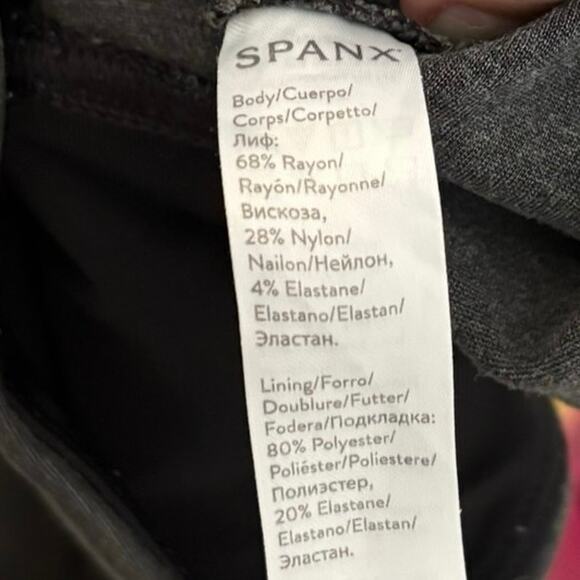 SPANX
Body/Cuerpo/
Corps/Corpetto/
Лиф:
68% Rayon/
Rayón/Rayonne/
Вискоза,
28% Nylon/
Nailon/Нейлон,
4% Elastane/
Elastano/Elastan/
Эластан.
Lining/Forro/
Doublure/Futter/
Fodera/Подкладка:
80% Polyester/
Poliéster/Poliestere/
Полиэстер,
20% Elastane/
Elastano/Elastan/
Эластан.